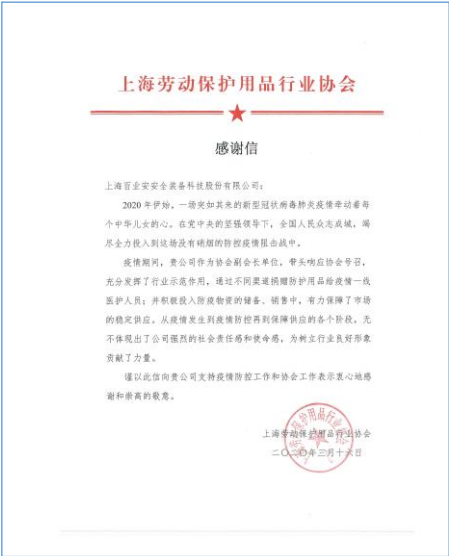 上海劳动保护用品行业协会
感谢信
上海百业安安全装备科技股份有限公司：
2020年伊始，一场突如其来的新型冠状病毒肺炎疫情牵动着每
个中华儿女的心。在党中央的坚强领导下，全国人民众志成城，竭
尽全力投入到这场没有硝烟的防控疫情阻击战中。
疫情期间，贵公司作为协会副会长单位，带头响应协会号召，
充分发挥了行业示范作用，通过不同渠道捐赠防护用品给疫情一线
医护人员；并积极投入防疫物资的储备、销售中，有力保障了市场
的稳定供应。从疫情发生到疫情防控再到保障供应的各个阶段，无
不体现出了公司强烈的社会责任感和使命感，为树立行业良好形象
贡献了力量。
谨以此信向贵公司支持疫情防控工作和协会工作表示衷心地感
谢和崇高的敬意。
上海劳动保护用品行业协会
二〇二〇年三月十六日